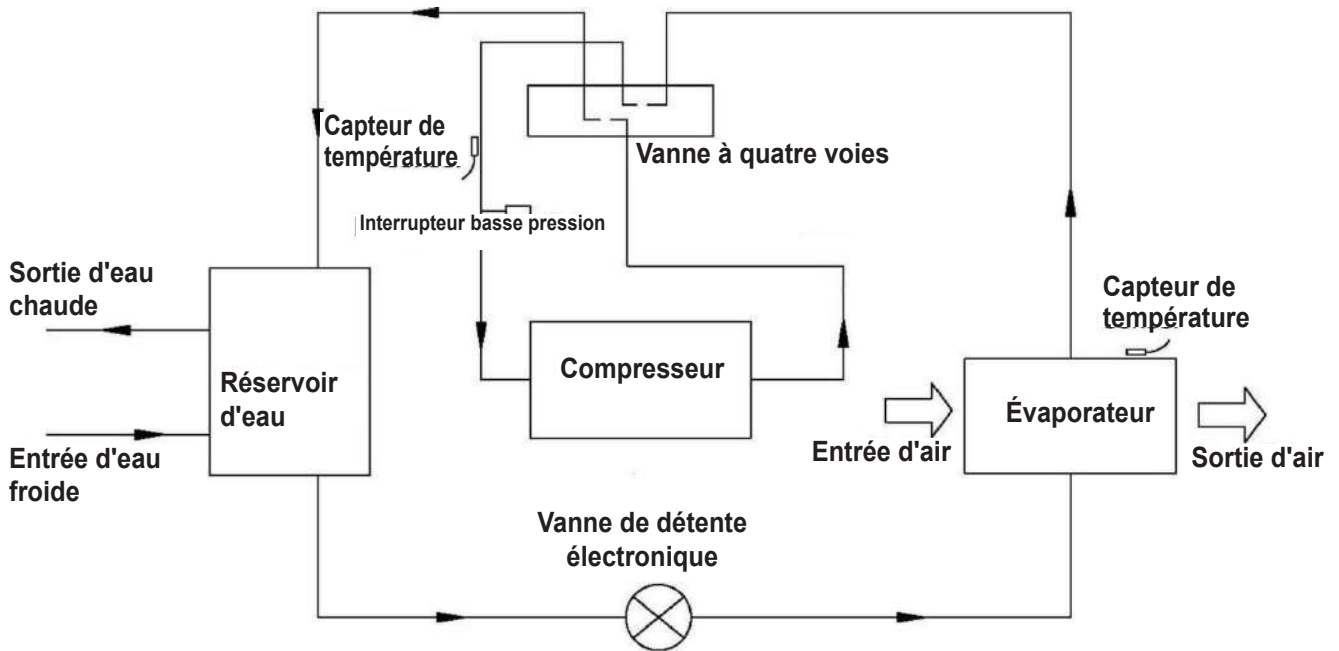 Capteur de
température
Vanne à quatre voies
Interrupteur basse pression
Sortie d'eau
chaude
Capteur de
température
Compresseur
Réservoir
d'eau
Évaporateur
Entrée d'eau
froide
Entrée d'air
Sortie d'air
Vanne de détente
électronique